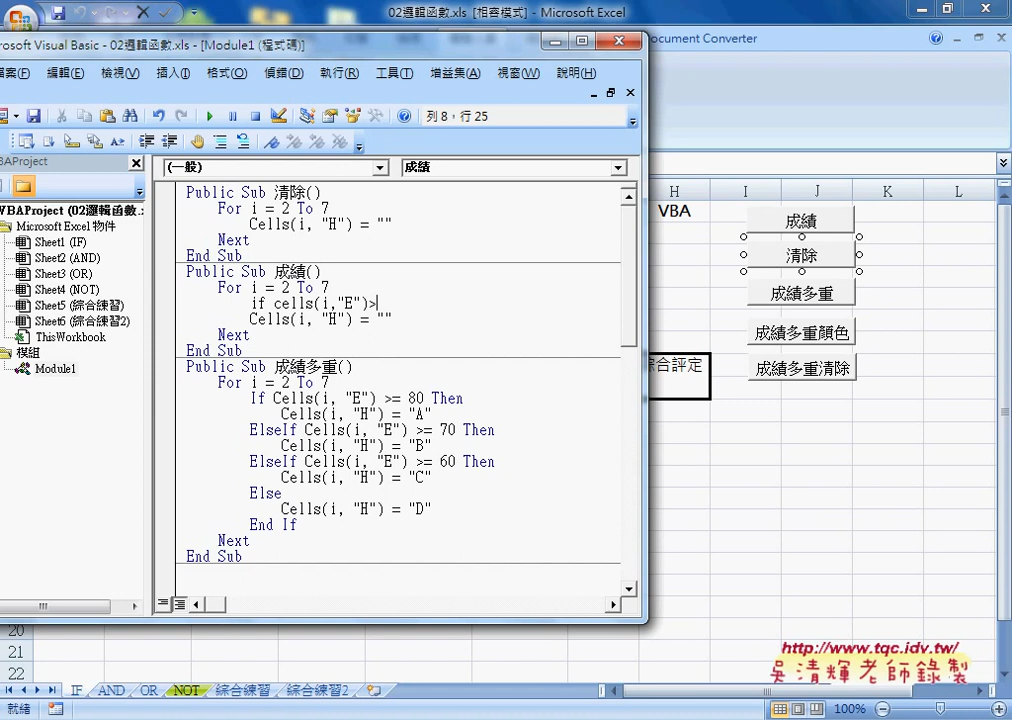 02邏輯函數.xls [相容模式] - Microsoft Excel
rosoft Visual Basic - 02邏輯函數.xls - [Module1 (程式碼)]
ocument Converter
檔案(F) 編輯(E) 檢視(V) 插入(I) 格式(O) 偵錯(D) 執行(R) 工具(T) 增益集(A) 視窗(W) 說明(H)
列 8，行 25
BAProject
(一般) 成績
VBAProject (02邏輯函數.
Microsoft Excel 物件
Sheet1 (IF)
Sheet2 (AND)
Sheet3 (OR)
Sheet4 (NOT)
Sheet5 (綜合練習)
Sheet6 (綜合練習2)
ThisWorkbook
模組
Module1
Public Sub 清除()
For i = 2 To 7
Cells(i, "H") = ""
Next
End Sub
Public Sub 成績()
For i = 2 To 7
if cells(i,"E")>
Cells(i, "H") = ""
Next
End Sub
Public Sub 成績多重()
For i = 2 To 7
If Cells(i, "E") >= 80 Then
Cells(i, "H") = "A"
ElseIf Cells(i, "E") >= 70 Then
Cells(i, "H") = "B"
ElseIf Cells(i, "E") >= 60 Then
Cells(i, "H") = "C"
Else
Cells(i, "H") = "D"
End If
Next
End Sub
H I J K L
VBA
成績
清除
成績多重
成績多重顏色
成績多重清除
綜合評定
20
21
22
http://www.tqc.idv.tw/
吳清輝老師錄製
IF AND OR NOT 綜合練習 綜合練習2
就緒 100%